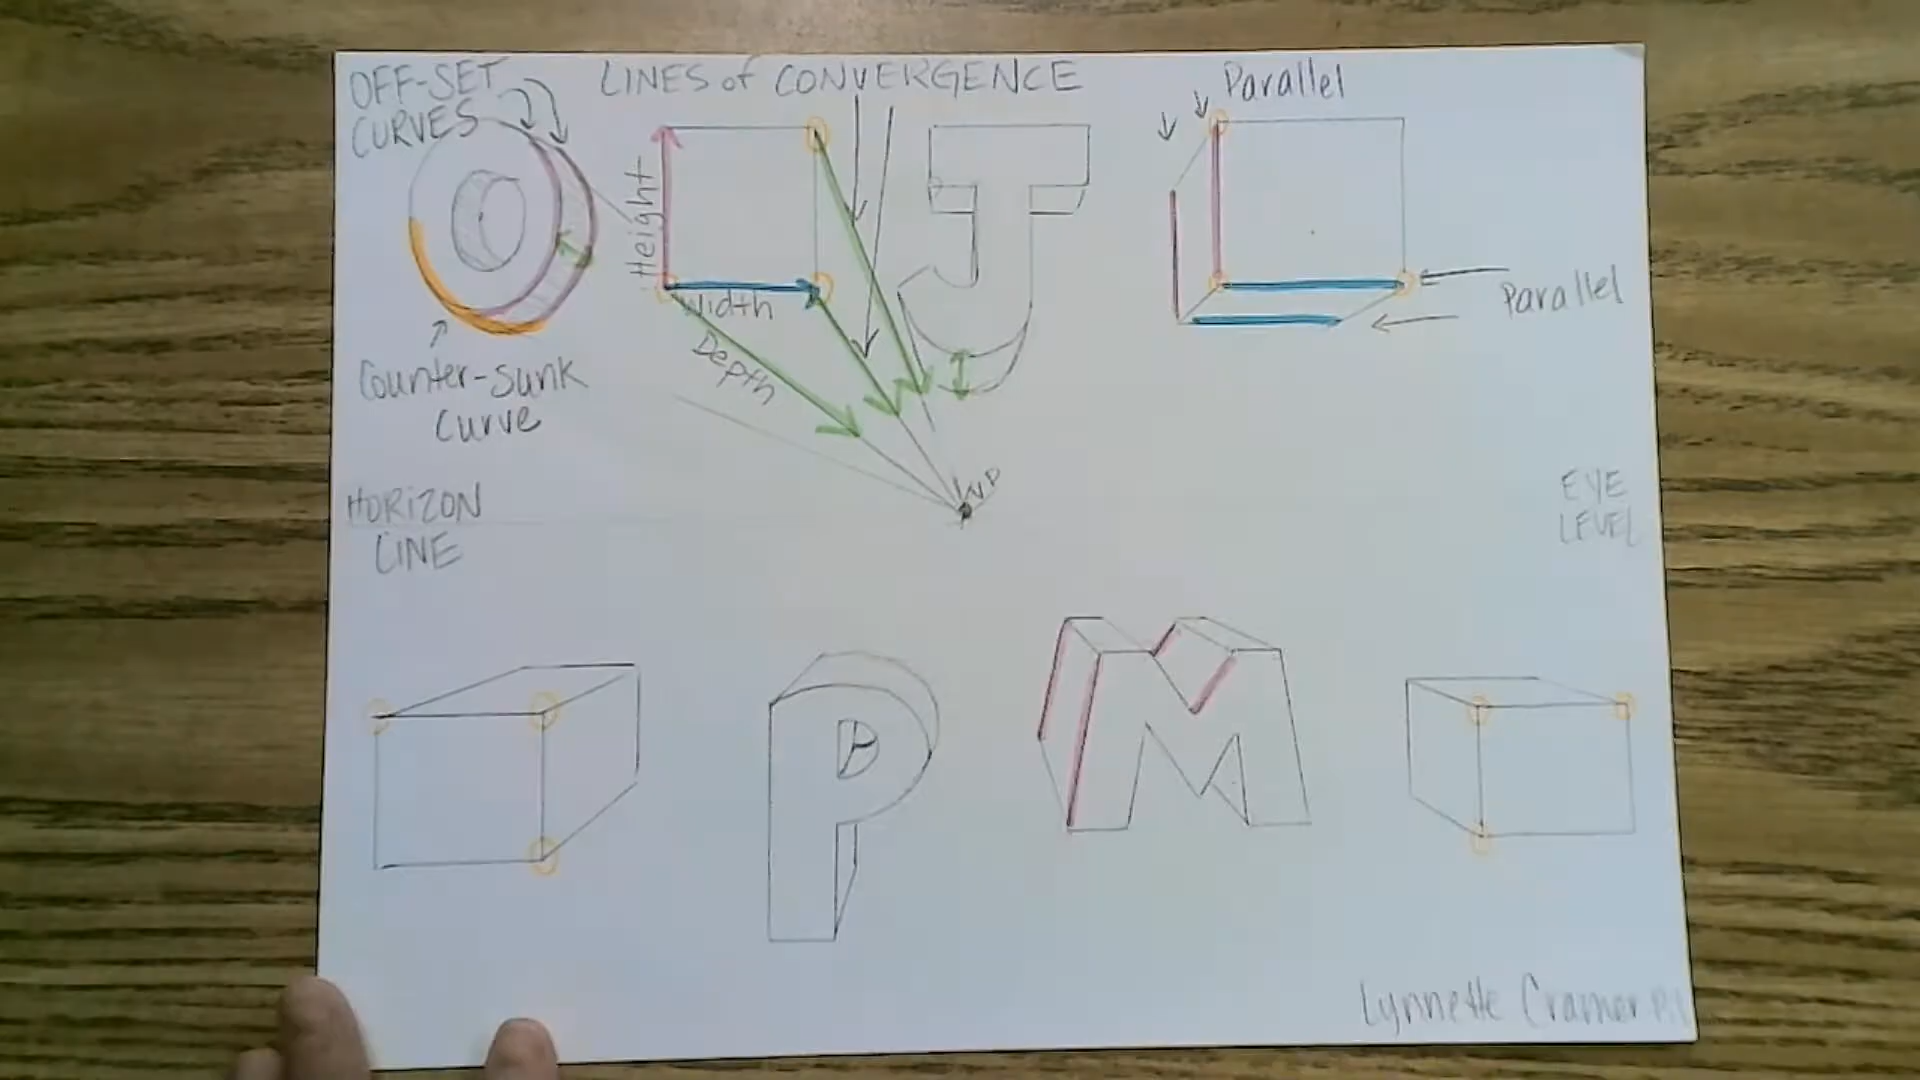 OFF-SET
CURVES
LINES of CONVERGENCE
Parallel
Height
Width
Depth
Parallel
Counter-sunk
Curve
VP
HORIZON
LINE
EYE
LEVEL
J
P
M
Lynnette Cramer P.1